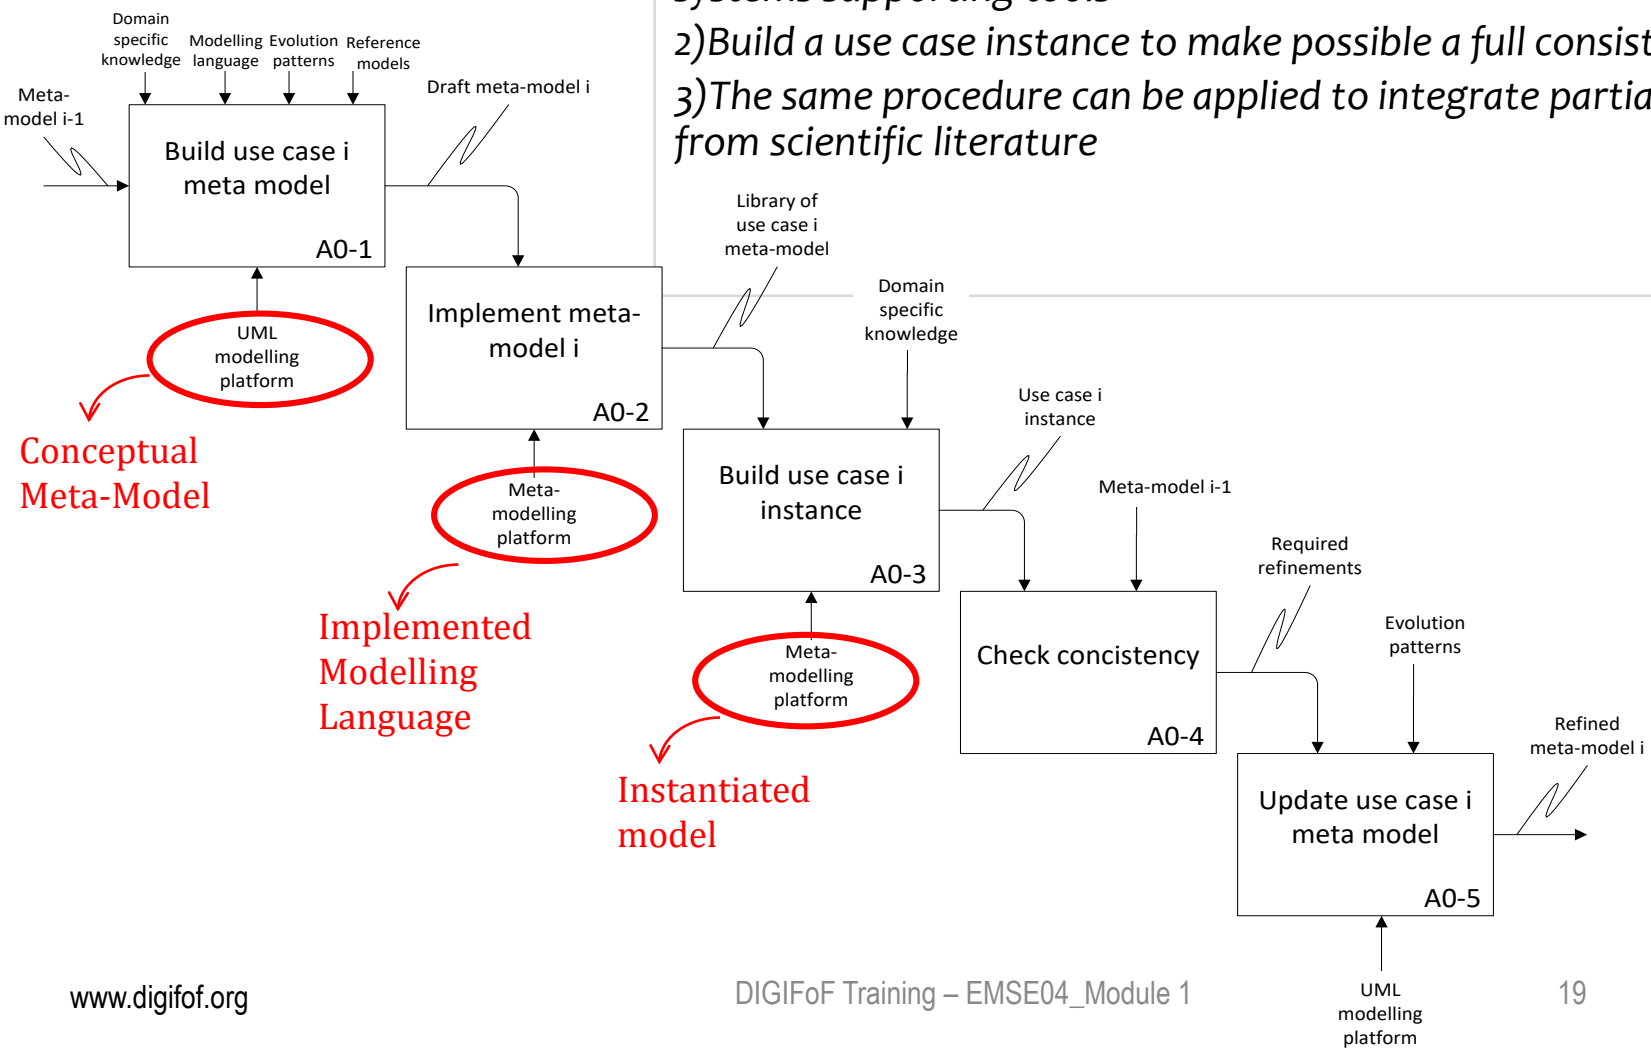 systems supporting tools
2)Build a use case instance to make possible a full consist
3)The same procedure can be applied to integrate partia
from scientific literature
Domain
specific
knowledge
Modelling
language
Evolution
patterns
Reference
models
Meta-
model i-1
Draft meta-model i
Build use case i
meta model
A0-1
UML
modelling
platform
Conceptual
Meta-Model
Library of
use case i
meta-model
Implement meta-
model i
A0-2
Meta-
modelling
platform
Implemented
Modelling
Language
Domain
specific
knowledge
Build use case i
instance
A0-3
Meta-
modelling
platform
Instantiated
model
Use case i
instance
Meta-model i-1
Check concistency
A0-4
Required
refinements
Evolution
patterns
Update use case i
meta model
A0-5
Refined
meta-model i
UML
modelling
platform
www.digifof.org
DIGIFoF Training – EMSE04_Module 1
19